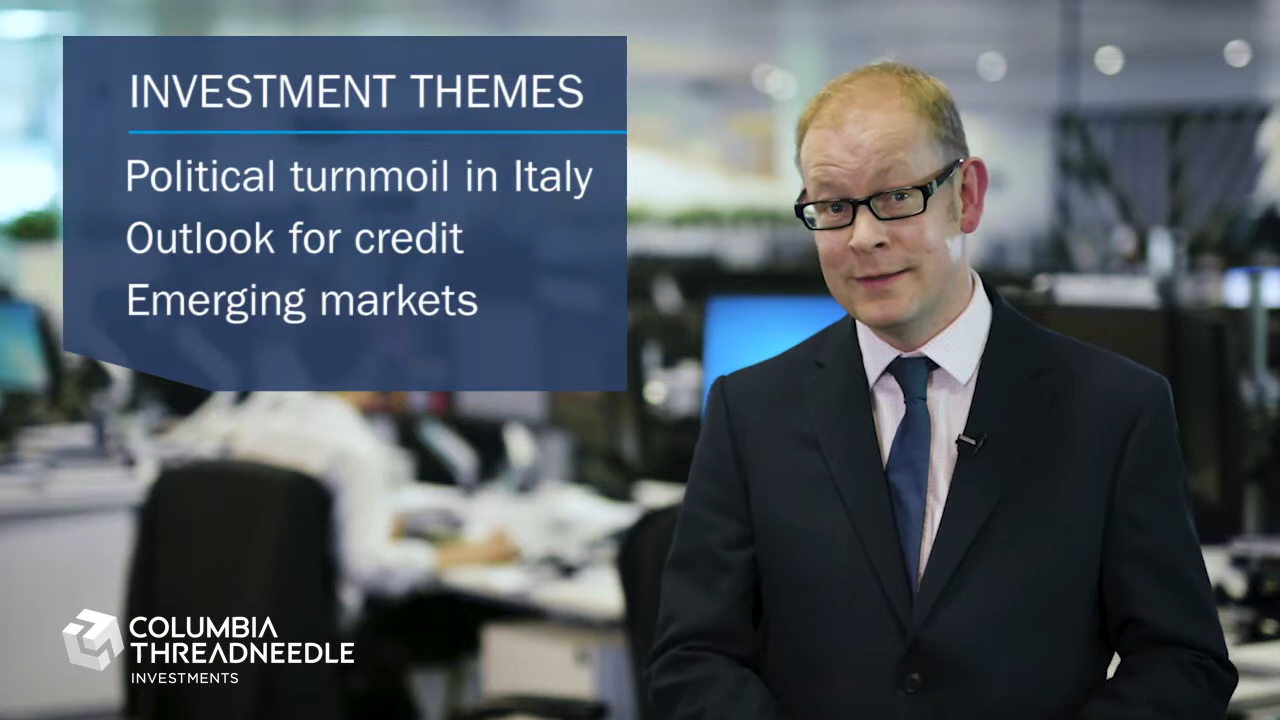 INVESTMENT THEMES
Political turnmoil in Italy
Outlook for credit
Emerging markets
COLUMBIA
THREADNEEDLE
INVESTMENTS